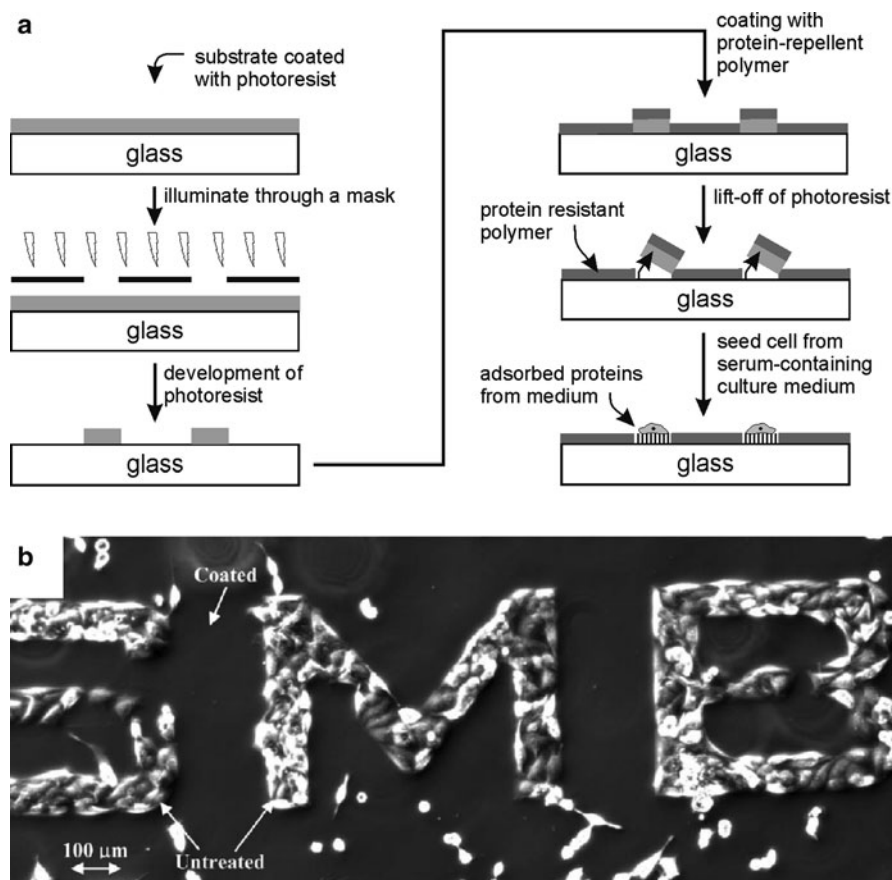 a
substrate coated
with photoresist
glass
illuminate through a mask
glass
development of
photoresist
glass
coating with
protein-repellent
polymer
glass
lift-off of photoresist
protein resistant
polymer
glass
seed cell from
serum-containing
culture medium
adsorbed proteins
from medium
glass
b
Coated
SMB
Untreated
100 μm